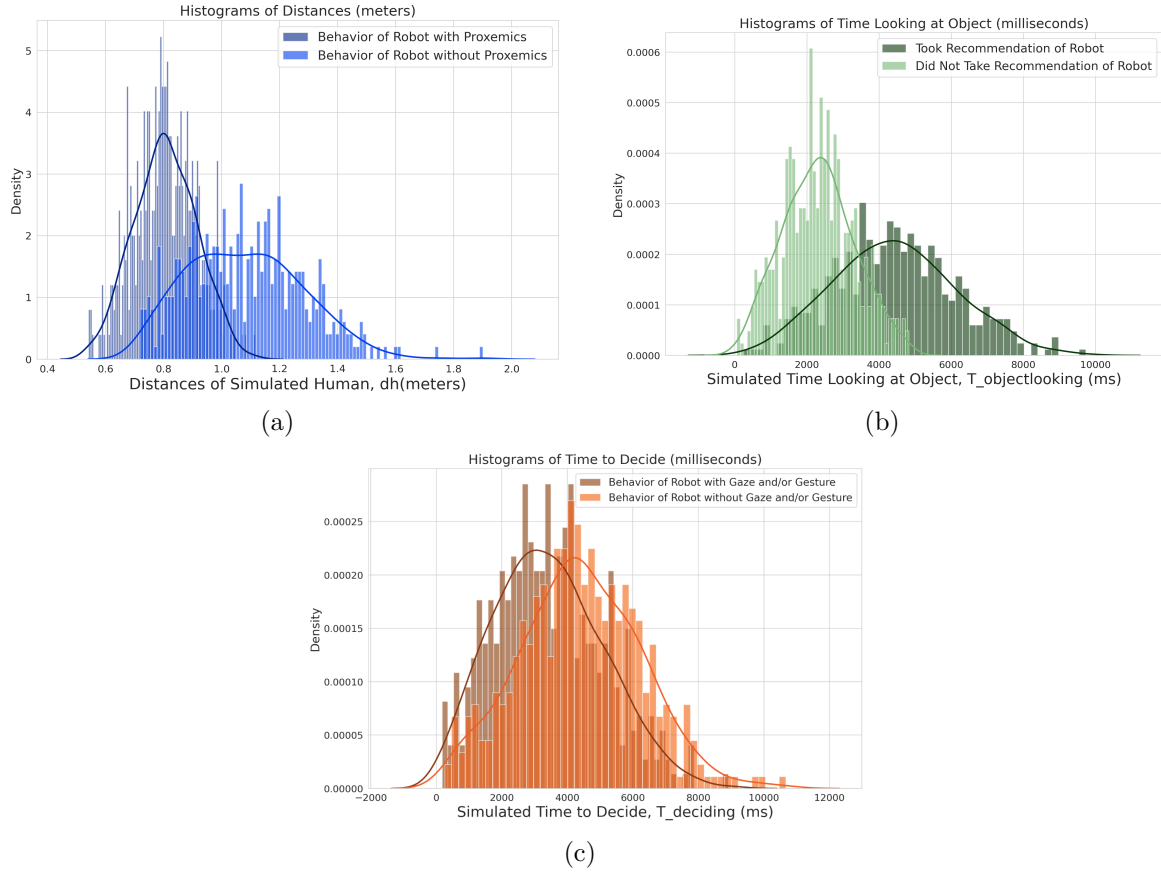 Histograms of Distances (meters)
Behavior of Robot with Proxemics
Behavior of Robot without Proxemics
Density
5
4
3
2
1
0
0.4 0.6 0.8 1.0 1.2 1.4 1.6 1.8 2.0
Distances of Simulated Human, dh(meters)
(a)
Histograms of Time Looking at Object (milliseconds)
Took Recommendation of Robot
Did Not Take Recommendation of Robot
Density
0.0006
0.0005
0.0004
0.0003
0.0002
0.0001
0.0000
0 2000 4000 6000 8000 10000
Simulated Time Looking at Object, T_objectlooking (ms)
(b)
Histograms of Time to Decide (milliseconds)
Behavior of Robot with Gaze and/or Gesture
Behavior of Robot without Gaze and/or Gesture
Density
0.00025
0.00020
0.00015
0.00010
0.00005
0.00000
−2000 0 2000 4000 6000 8000 10000 12000
Simulated Time to Decide, T_deciding (ms)
(c)